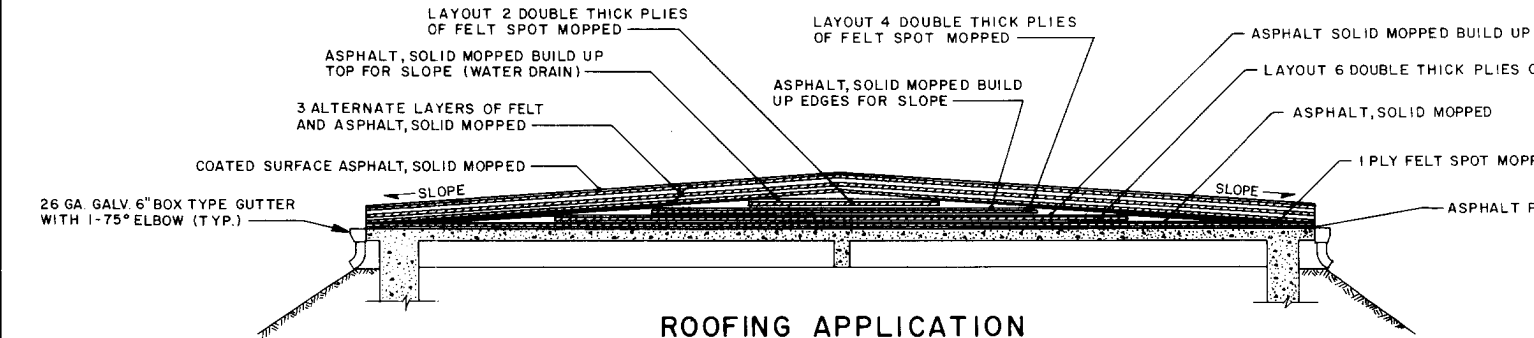 LAYOUT 2 DOUBLE THICK PLIES
OF FELT SPOT MOPPED
LAYOUT 4 DOUBLE THICK PLIES
OF FELT SPOT MOPPED
ASPHALT SOLID MOPPED BUILD UP
ASPHALT, SOLID MOPPED BUILD UP
TOP FOR SLOPE (WATER DRAIN)
LAYOUT 6 DOUBLE THICK PLIES
ASPHALT, SOLID MOPPED BUILD
UP EDGES FOR SLOPE
3 ALTERNATE LAYERS OF FELT
AND ASPHALT, SOLID MOPPED
ASPHALT, SOLID MOPPED
COATED SURFACE ASPHALT, SOLID MOPPED
1 PLY FELT SPOT
SLOPE
SLOPE
26 GA. GALV. 6" BOX TYPE GUTTER
WITH 1-75° ELBOW (TYP.)
ASPHALT
ROOFING APPLICATION